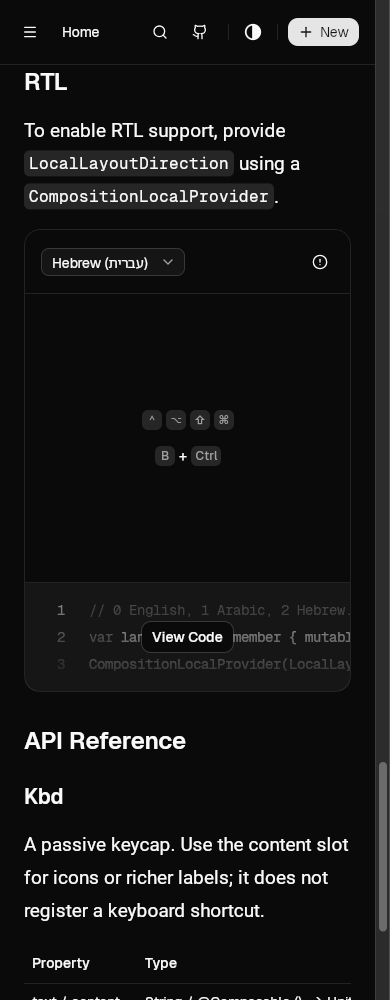 Home
New
RTL
To enable RTL support, provide
LocalLayoutDirection using a
CompositionLocalProvider.
Hebrew (עברית)
^ ⌥ ⇧ ⌘
B + Ctrl
1 // 0 English, 1 Arabic, 2 Hebrew.
2 var lan member { mutabl
View Code
3 CompositionLocalProvider(LocalLay
API Reference
Kbd
A passive keycap. Use the content slot
for icons or richer labels; it does not
register a keyboard shortcut.
Property Type